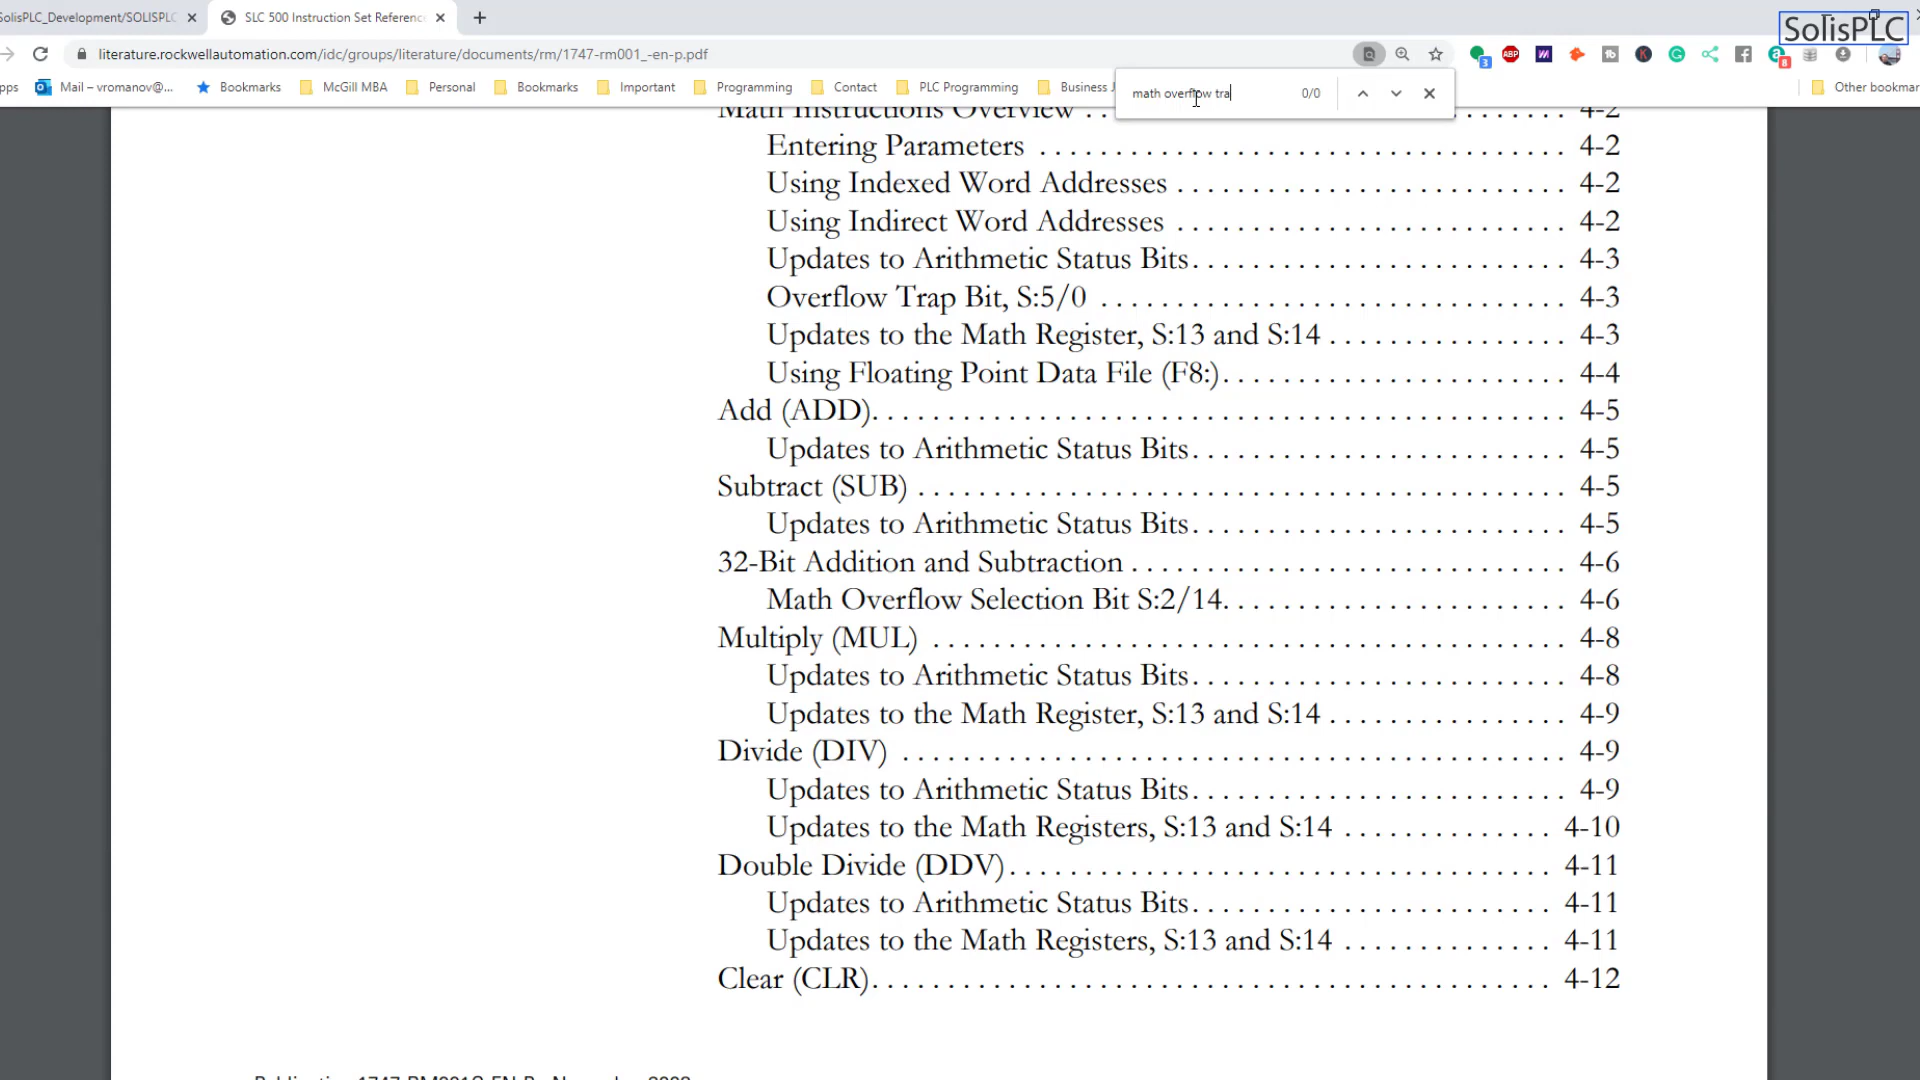 SolisPLC_Development/SOLISPLC
SLC 500 Instruction Set Referenc
SolisPLC
literature.rockwellautomation.com/idc/groups/literature/documents/rm/1747-rm001_-en-p.pdf
ABP
3
8
pps
Mail – vromanov@...
Bookmarks
McGill MBA
Personal
Bookmarks
Important
Programming
Contact
PLC Programming
Business J
Other bookmar
math overflow tra
0/0
Math Instructions Overview . . . . . . . . . 4-2
Entering Parameters . . . . . . . . . . . . . . . . . . . . . . . . . . . . . . . . . . . 4-2
Using Indexed Word Addresses . . . . . . . . . . . . . . . . . . . . . . . . . . 4-2
Using Indirect Word Addresses . . . . . . . . . . . . . . . . . . . . . . . . . . 4-2
Updates to Arithmetic Status Bits. . . . . . . . . . . . . . . . . . . . . . . . . 4-3
Overflow Trap Bit, S:5/0 . . . . . . . . . . . . . . . . . . . . . . . . . . . . . . . 4-3
Updates to the Math Register, S:13 and S:14 . . . . . . . . . . . . . . . . 4-3
Using Floating Point Data File (F8:). . . . . . . . . . . . . . . . . . . . . . . 4-4
Add (ADD). . . . . . . . . . . . . . . . . . . . . . . . . . . . . . . . . . . . . . . . . . . . . . 4-5
Updates to Arithmetic Status Bits. . . . . . . . . . . . . . . . . . . . . . . . . 4-5
Subtract (SUB) . . . . . . . . . . . . . . . . . . . . . . . . . . . . . . . . . . . . . . . . . . . 4-5
Updates to Arithmetic Status Bits. . . . . . . . . . . . . . . . . . . . . . . . . 4-5
32-Bit Addition and Subtraction . . . . . . . . . . . . . . . . . . . . . . . . . . . . . 4-6
Math Overflow Selection Bit S:2/14. . . . . . . . . . . . . . . . . . . . . . . 4-6
Multiply (MUL) . . . . . . . . . . . . . . . . . . . . . . . . . . . . . . . . . . . . . . . . . . 4-8
Updates to Arithmetic Status Bits. . . . . . . . . . . . . . . . . . . . . . . . . 4-8
Updates to the Math Register, S:13 and S:14 . . . . . . . . . . . . . . . . 4-9
Divide (DIV) . . . . . . . . . . . . . . . . . . . . . . . . . . . . . . . . . . . . . . . . . . . . 4-9
Updates to Arithmetic Status Bits. . . . . . . . . . . . . . . . . . . . . . . . . 4-9
Updates to the Math Registers, S:13 and S:14 . . . . . . . . . . . . . . 4-10
Double Divide (DDV). . . . . . . . . . . . . . . . . . . . . . . . . . . . . . . . . . . . 4-11
Updates to Arithmetic Status Bits. . . . . . . . . . . . . . . . . . . . . . . . 4-11
Updates to the Math Registers, S:13 and S:14 . . . . . . . . . . . . . . 4-11
Clear (CLR). . . . . . . . . . . . . . . . . . . . . . . . . . . . . . . . . . . . . . . . . . . . . 4-12